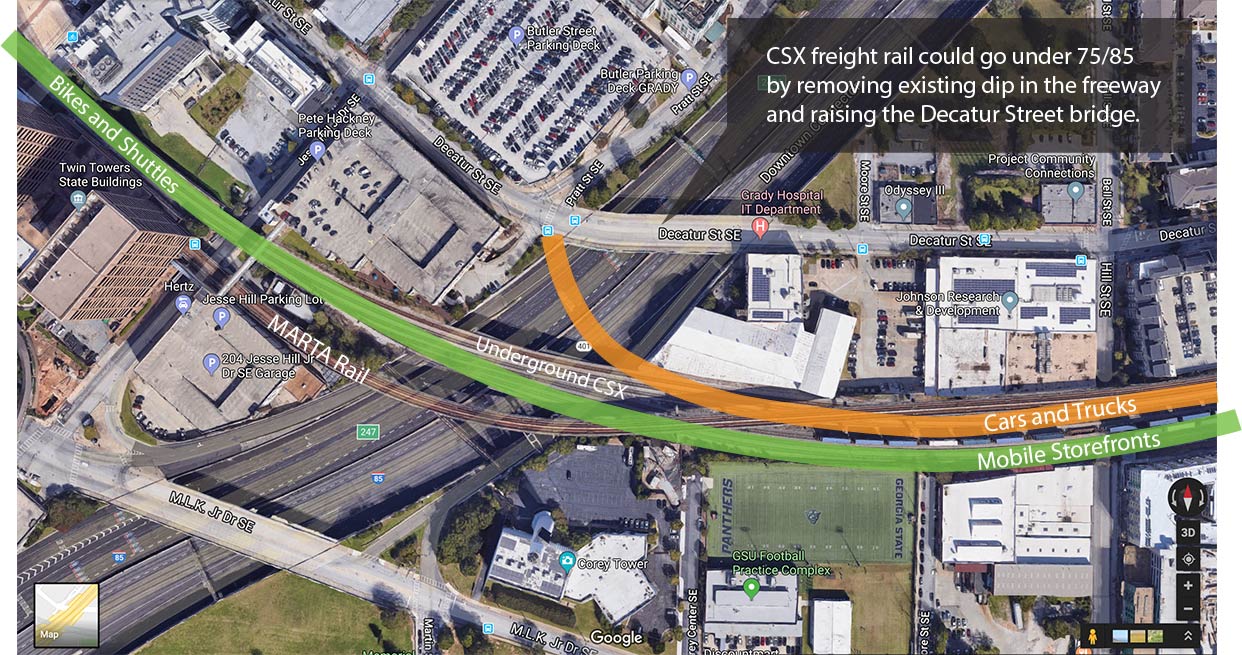 CSX freight rail could go under 75/85
by removing existing dip in the freeway
and raising the Decatur Street bridge.
Butler Street
Parking Deck
Butler Parking
Deck GRADY
Pratt St SE
Pete Hackney
Parking Deck
Decatur St SE
Pratt St SE
Bikes and Shuttles
Twin Towers
State Buildings
Project Community
Connections
Moore St SE
Odyssey III
Bell St SE
Grady Hospital
IT Department
Decatur St SE
Decatur St SE
Decatur S
Hertz
Jesse Hill Parking Lot
MARTA Rail
204 Jesse Hill Jr
Dr SE Garage
Underground CSX
401
Johnson Research
& Development
Hill St SE
Cars and Trucks
Mobile Storefronts
247
85
M.L.K. Jr Dr SE
85
PANTHERS
GEORGIA STATE
Corey Tower
GSU Football
Practice Complex
3D
Map
M.L.K. Jr Dr SE
Google